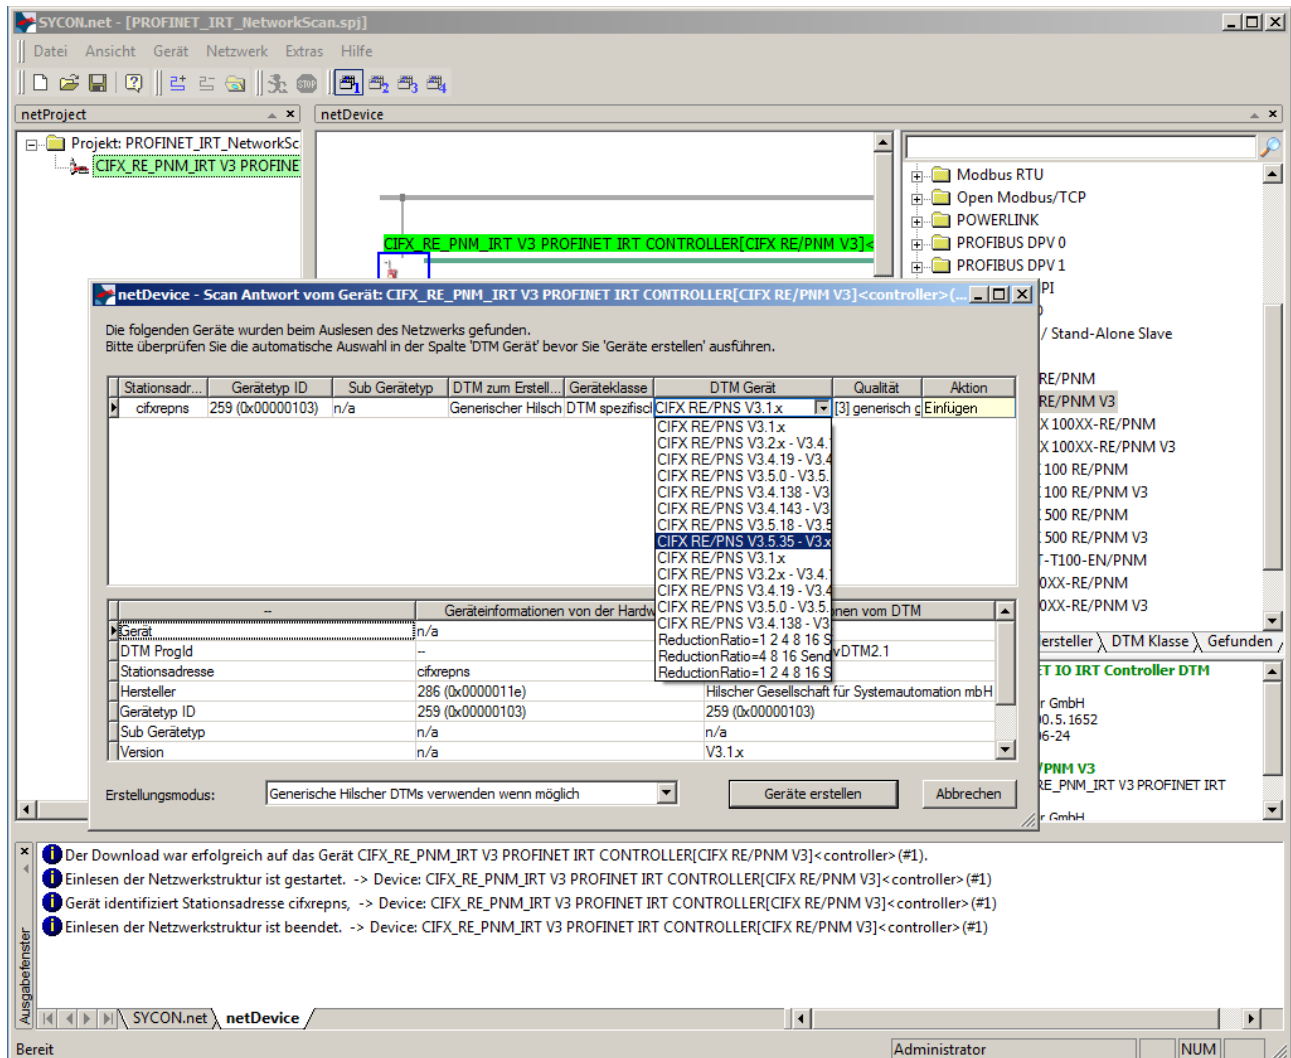 SYCON.net - [PROFINET_IRT_NetworkScan.spj]
Datei Ansicht Gerät Netzwerk Extras Hilfe
netProject
netDevice
Projekt: PROFINET_IRT_NetworkSc
CIFX_RE_PNM_IRT V3 PROFINE
CIFX_RE_PNM_IRT V3 PROFINET IRT CONTROLLER[CIFX RE/PNM V3]<
Modbus RTU
Open Modbus/TCP
POWERLINK
PROFIBUS DPV 0
PROFIBUS DPV 1
PI
/ Stand-Alone Slave
RE/PNM
RE/PNM V3
X 100XX-RE/PNM
X 100XX-RE/PNM V3
100 RE/PNM
100 RE/PNM V3
500 RE/PNM
500 RE/PNM V3
-T100-EN/PNM
0XX-RE/PNM
0XX-RE/PNM V3
ersteller DTM Klasse Gefunden
ET IO IRT Controller DTM
r GmbH
00.5.1652
06-24
/PNM V3
RE_PNM_IRT V3 PROFINET IRT
r GmbH
netDevice - Scan Antwort vom Gerät: CIFX_RE_PNM_IRT V3 PROFINET IRT CONTROLLER[CIFX RE/PNM V3]<controller>(...
Die folgenden Geräte wurden beim Auslesen des Netzwerks gefunden.
Bitte überprüfen Sie die automatische Auswahl in der Spalte 'DTM Gerät' bevor Sie 'Geräte erstellen' ausführen.
Stationsadr... Gerätetyp ID Sub Gerätetyp DTM zum Erstell... Geräteklasse DTM Gerät Qualität Aktion
cifxrepns 259 (0x00000103) n/a Generischer Hilsch DTM spezifiscl CIFX RE/PNS V3.1.x [3] generisch g Einfügen
CIFX RE/PNS V3.1.x
CIFX RE/PNS V3.2.x - V3.4.
CIFX RE/PNS V3.4.19 - V3.4
CIFX RE/PNS V3.5.0 - V3.5.
CIFX RE/PNS V3.4.138 - V3
CIFX RE/PNS V3.4.143 - V3
CIFX RE/PNS V3.5.18 - V3.5
CIFX RE/PNS V3.5.35 - V3.x
CIFX RE/PNS V3.1.x
CIFX RE/PNS V3.2.x - V3.4.
CIFX RE/PNS V3.4.19 - V3.4
CIFX RE/PNS V3.5.0 - V3.5.
CIFX RE/PNS V3.4.138 - V3
ReductionRatio=1 2 4 8 16 S
ReductionRatio=4 8 16 Send
ReductionRatio=1 2 4 8 16 S
-- Geräteinformationen von der Hardw onen vom DTM
Gerät n/a
DTM ProgId -- vDTM2.1
Stationsadresse cifxrepns
Hersteller 286 (0x0000011e) Hilscher Gesellschaft für Systemautomation mbH
Gerätetyp ID 259 (0x00000103) 259 (0x00000103)
Sub Gerätetyp n/a n/a
Version n/a V3.1.x
Erstellungsmodus: Generische Hilscher DTMs verwenden wenn möglich Geräte erstellen Abbrechen
Der Download war erfolgreich auf das Gerät CIFX_RE_PNM_IRT V3 PROFINET IRT CONTROLLER[CIFX RE/PNM V3]<controller>(#1).
Einlesen der Netzwerkstruktur ist gestartet. -> Device: CIFX_RE_PNM_IRT V3 PROFINET IRT CONTROLLER[CIFX RE/PNM V3]<controller>(#1)
Gerät identifiziert Stationsadresse cifxrepns, -> Device: CIFX_RE_PNM_IRT V3 PROFINET IRT CONTROLLER[CIFX RE/PNM V3]<controller>(#1)
Einlesen der Netzwerkstruktur ist beendet. -> Device: CIFX_RE_PNM_IRT V3 PROFINET IRT CONTROLLER[CIFX RE/PNM V3]<controller>(#1)
Ausgabefenster
SYCON.net netDevice
Bereit Administrator NUM